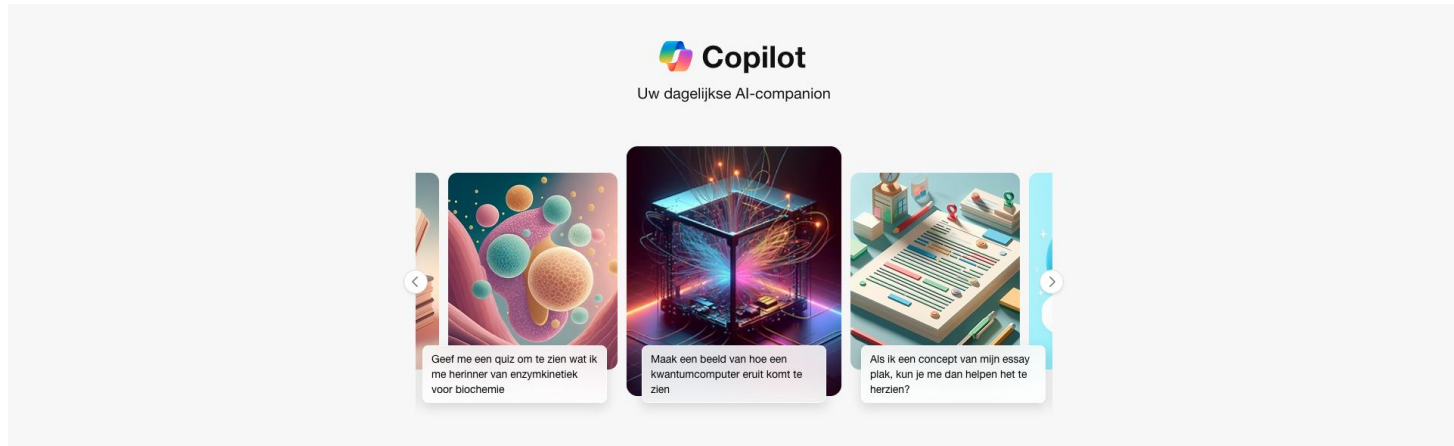 Copilot
Uw dagelijkse AI-companion
Geef me een quiz om te zien wat ik
me herinner van enzymkinetiek
voor biochemie
Maak een beeld van hoe een
kwantumcomputer eruit komt te
zien
Als ik een concept van mijn essay
plak, kun je me dan helpen het te
herzien?